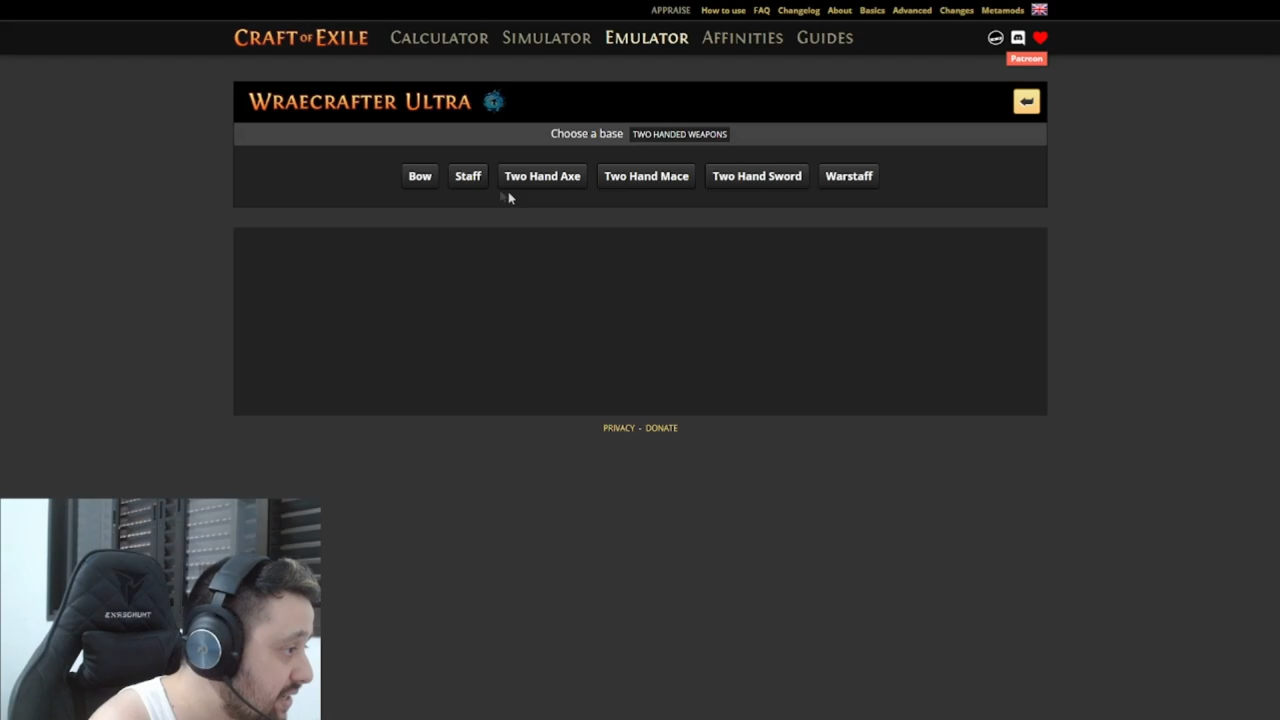 APPRAISE How to use FAQ Changelog About Basics Advanced Changes Metamods
CRAFT OF EXILE CALCULATOR SIMULATOR EMULATOR AFFINITIES GUIDES
Patreon
WRAECRAFTER ULTRA
Choose a base TWO HANDED WEAPONS
Bow Staff Two Hand Axe Two Hand Mace Two Hand Sword Warstaff
PRIVACY - DONATE